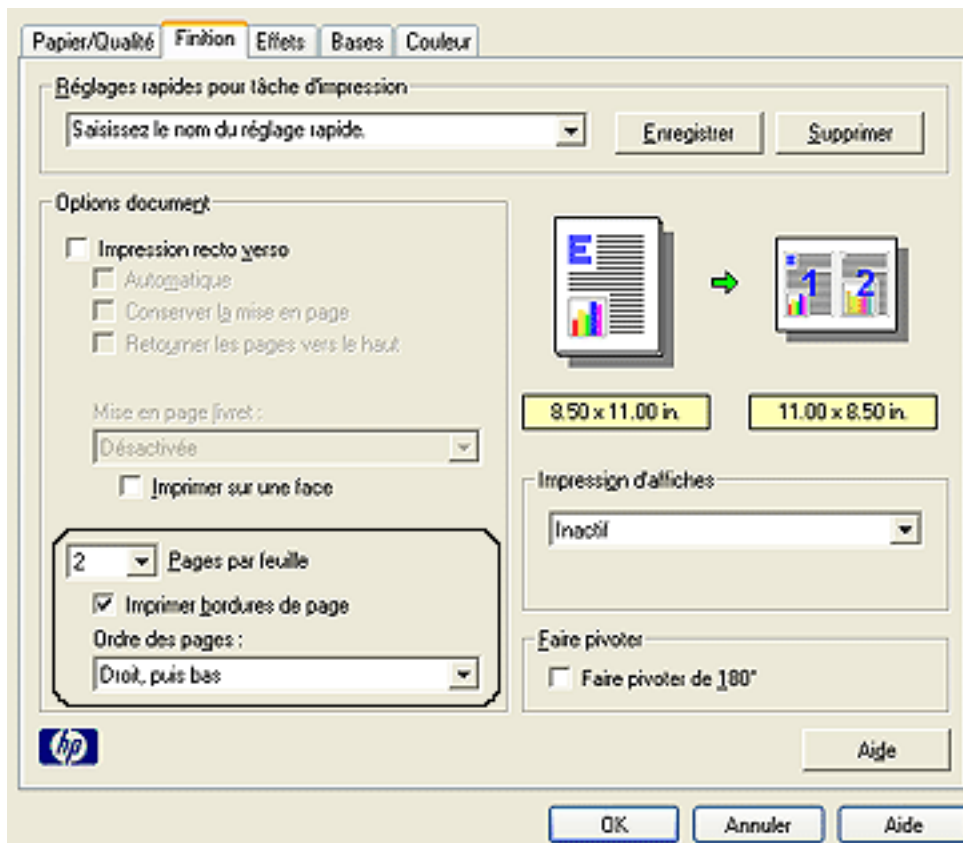 Papier/Qualité Finition Effets Bases Couleur
Réglages rapides pour tâche d'impression
Saisissez le nom du réglage rapide. Enregistrer Supprimer
Options document
Impression recto verso
Automatique
Conserver la mise en page
Retourner les pages vers le haut
Mise en page livret :
Désactivée
Imprimer sur une face
2 Pages par feuille
Imprimer bordures de page
Ordre des pages :
Droit, puis bas
E
1 2
8.50 x 11.00 in. 11.00 x 8.50 in.
Impression d'affiches
Inactif
Faire pivoter
Faire pivoter de 180°
hp
Aide
OK Annuler Aide